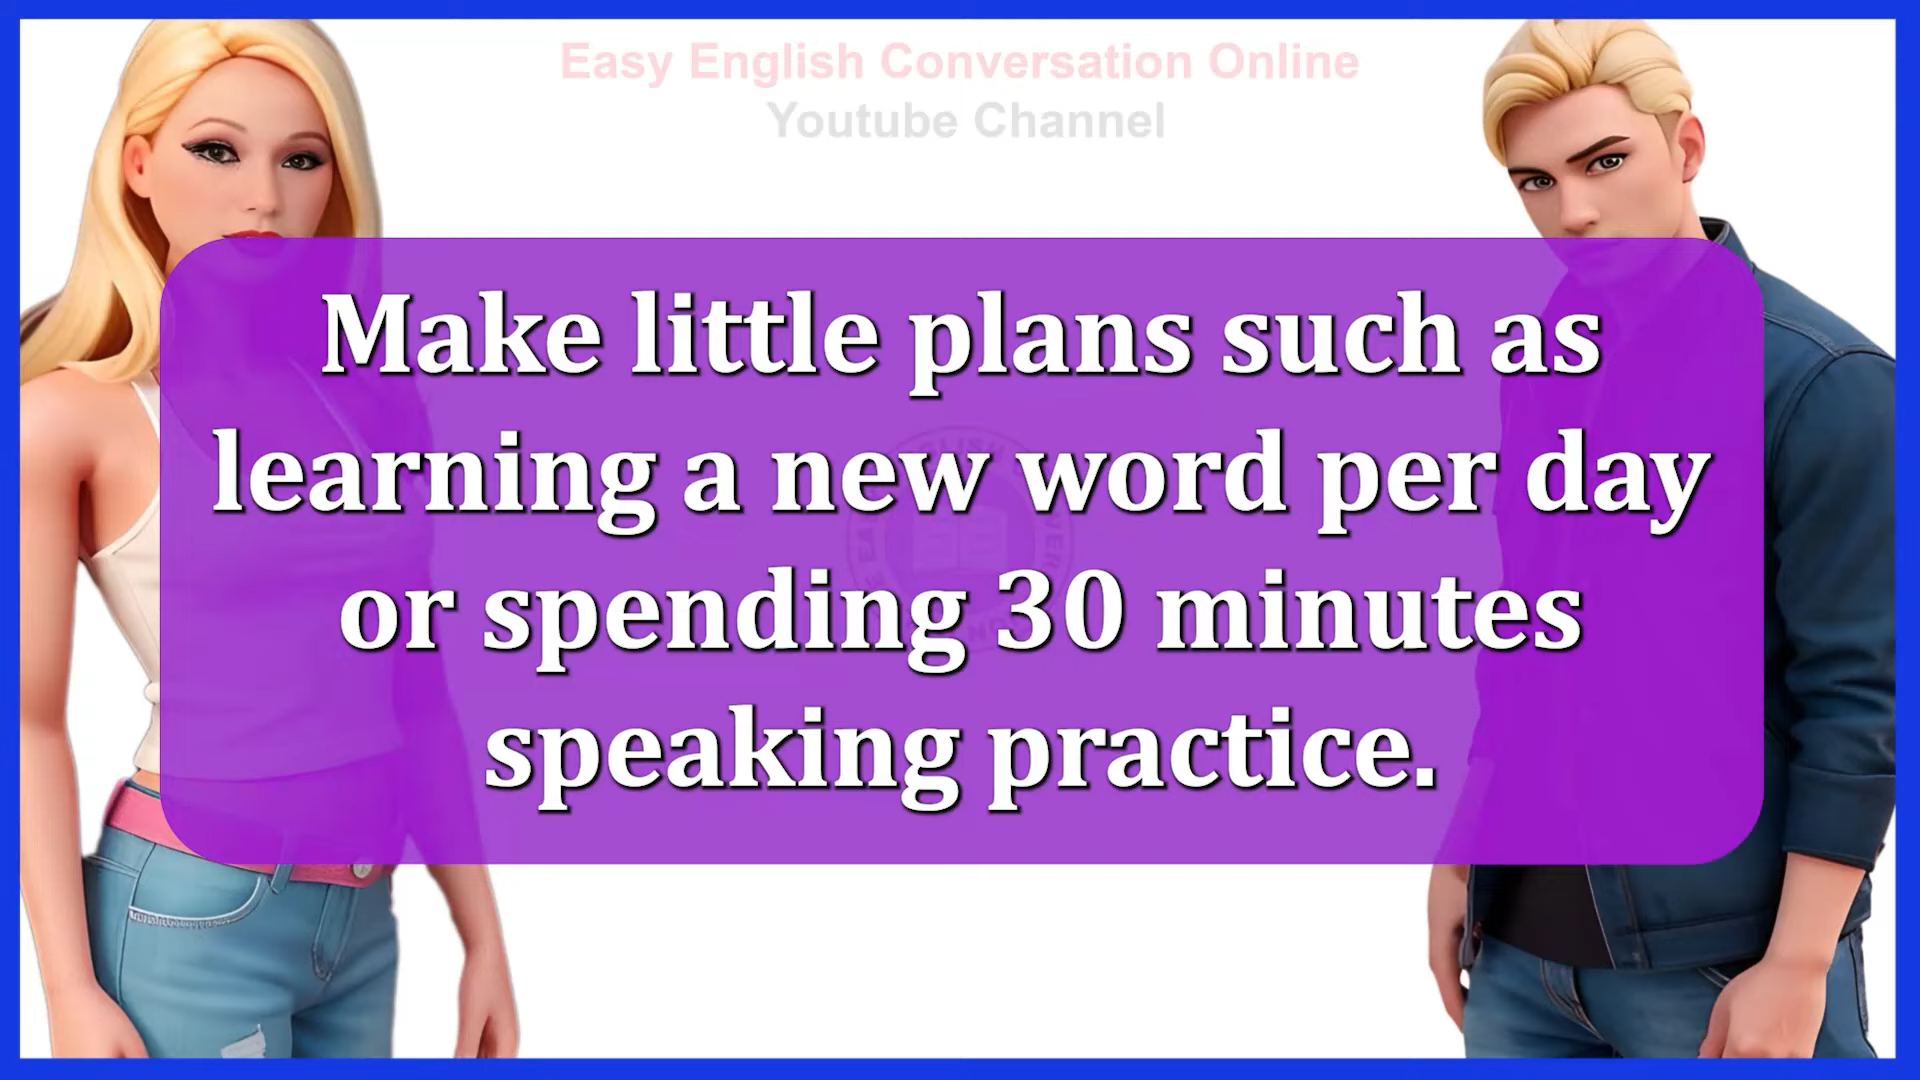 Easy English Conversation Online
Youtube Channel
Make little plans such as
learning a new word per day
or spending 30 minutes
speaking practice.